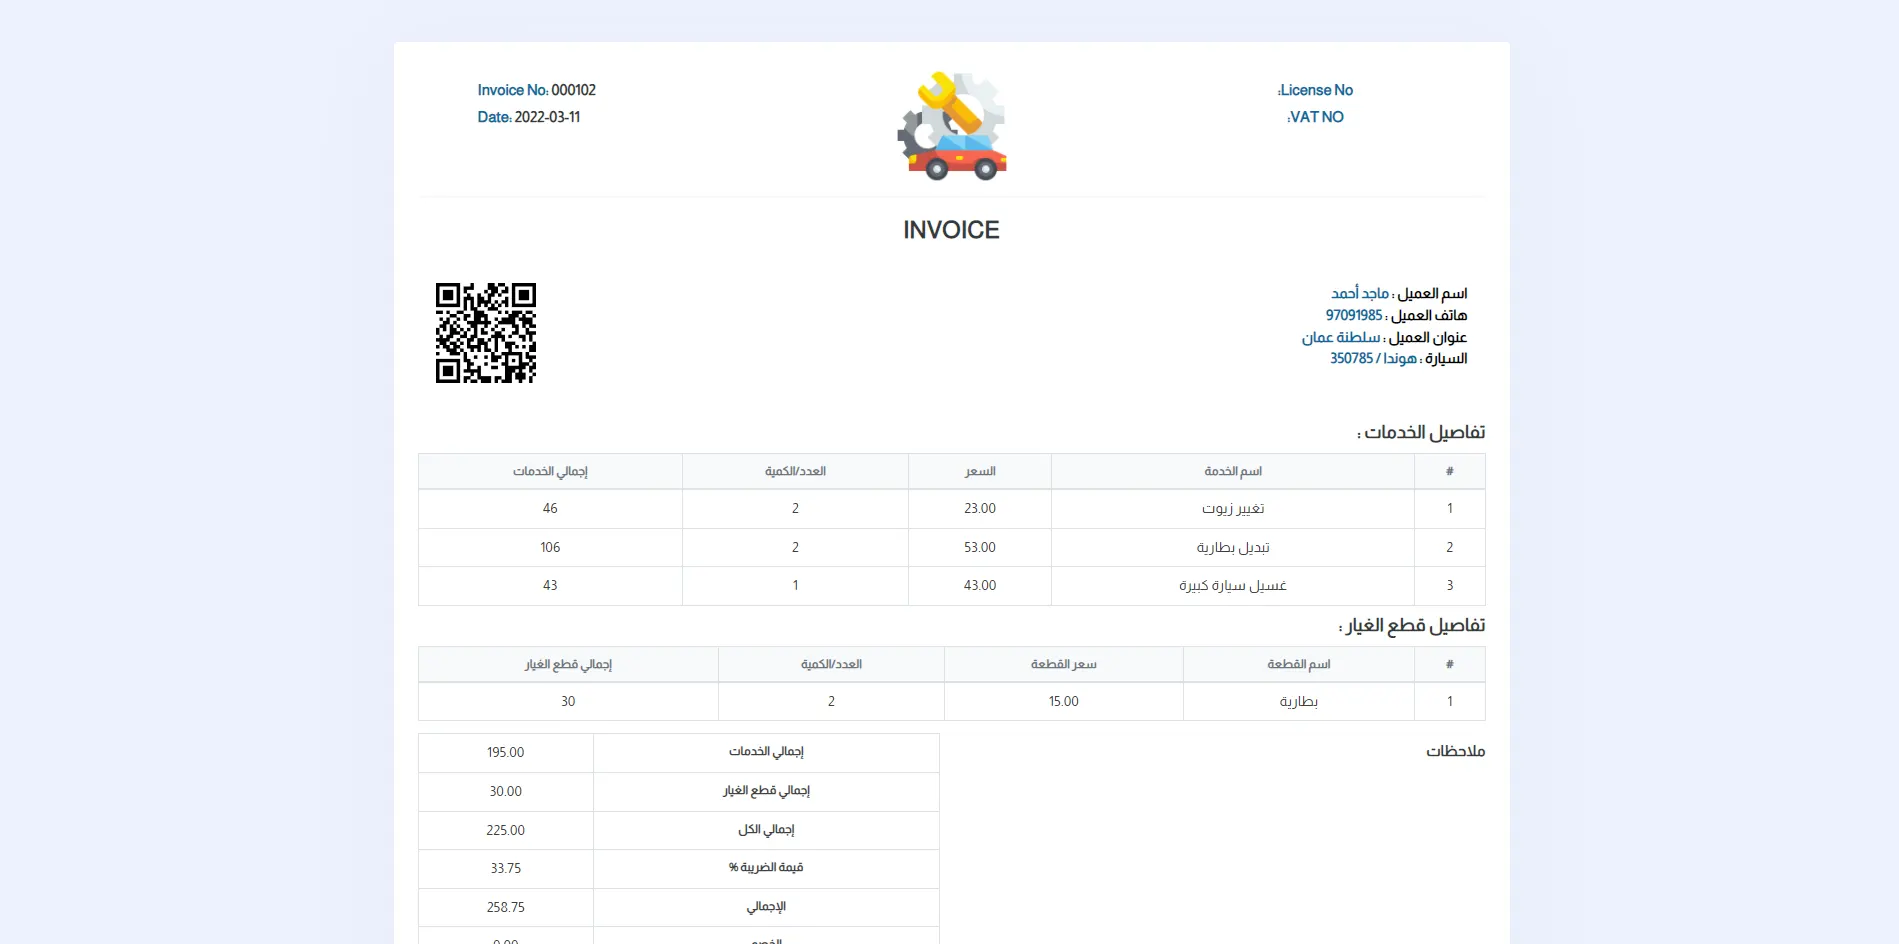 Invoice No: 000102
Date: 2022-03-11
License No:
VAT NO:
INVOICE
اسم العميل : ماجد أحمد
هاتف العميل : 97091985
عنوان العميل : سلطنة عمان
السيارة : هوندا / 350785
تفاصيل الخدمات :
# اسم الخدمة السعر العدد/الكمية إجمالي الخدمات
1 تغيير زيوت 23.00 2 46
2 تبديل بطارية 53.00 2 106
3 غسيل سيارة كبيرة 43.00 1 43
تفاصيل قطع الغيار :
# اسم القطعة سعر القطعة العدد/الكمية إجمالي قطع الغيار
1 بطارية 15.00 2 30
ملاحظات
إجمالي الخدمات 195.00
إجمالي قطع الغيار 30.00
إجمالي الكل 225.00
قيمة الضريبة % 33.75
الإجمالي 258.75